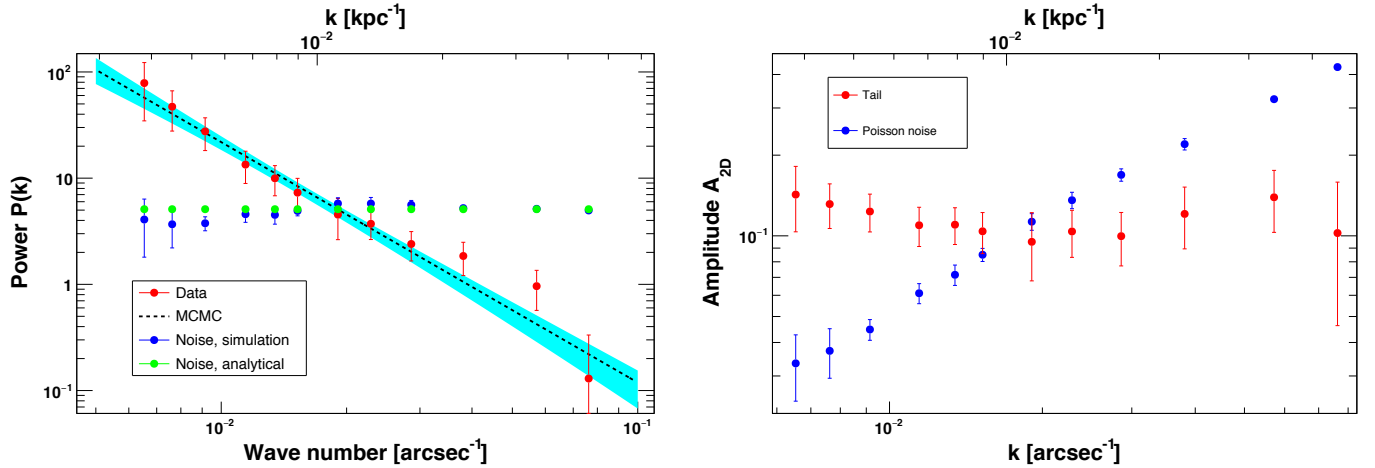 k [kpc⁻¹]
10⁻²
Power P(k)
10²
10
1
10⁻¹
Data
MCMC
Noise, simulation
Noise, analytical
10⁻²
10⁻¹
Wave number [arcsec⁻¹]
k [kpc⁻¹]
10⁻²
Amplitude A₂D
10⁻¹
Tail
Poisson noise
10⁻²
k [arcsec⁻¹]